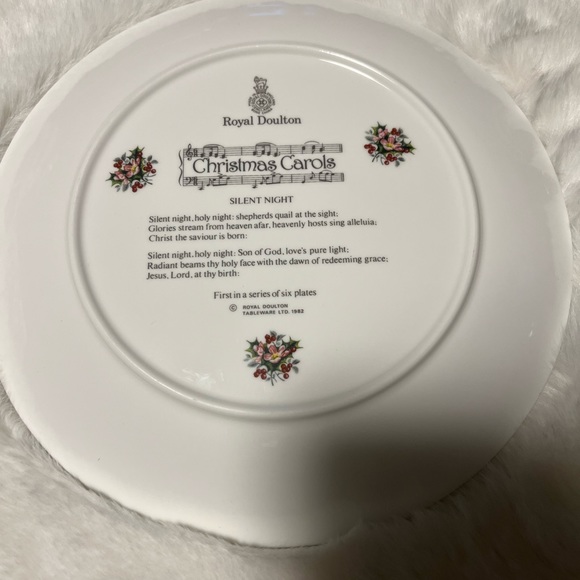 Royal Doulton
Christmas Carols
SILENT NIGHT
Silent night, holy night: shepherds quail at the sight:
Glories stream from heaven afar, heavenly hosts sing alleluia;
Christ the saviour is born:
Silent night, holy night: Son of God, love's pure light;
Radiant beams thy holy face with the dawn of redeeming grace;
Jesus, Lord, at thy birth:
First in a series of six plates
© ROYAL DOULTON
TABLEWARE LTD. 1982